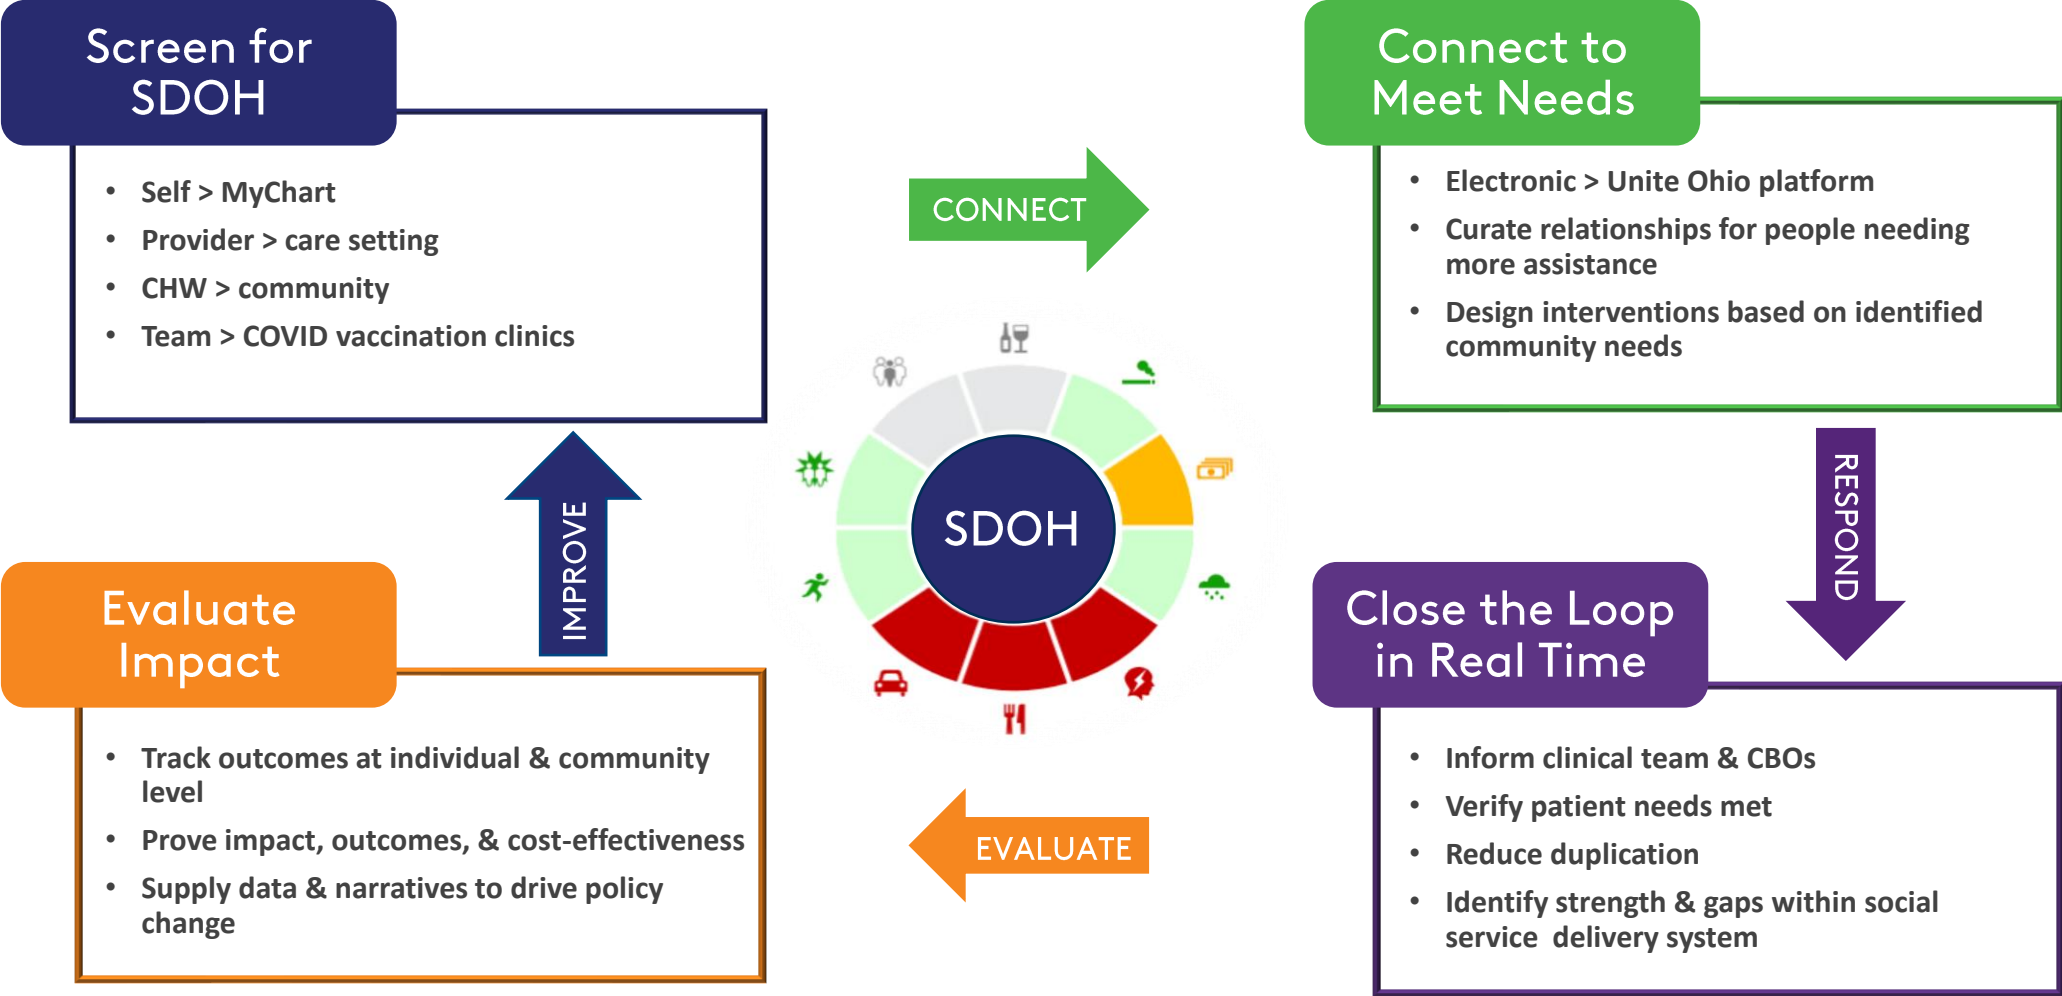 Screen for
SDOH
• Self > MyChart
• Provider > care setting
• CHW > community
• Team > COVID vaccination clinics
CONNECT
Connect to
Meet Needs
• Electronic > Unite Ohio platform
• Curate relationships for people needing
more assistance
• Design interventions based on identified
community needs
RESPOND
SDOH
Close the Loop
in Real Time
• Inform clinical team & CBOs
• Verify patient needs met
• Reduce duplication
• Identify strength & gaps within social
service  delivery system
EVALUATE
Evaluate
Impact
• Track outcomes at individual & community
level
• Prove impact, outcomes, & cost-effectiveness
• Supply data & narratives to drive policy
change
IMPROVE